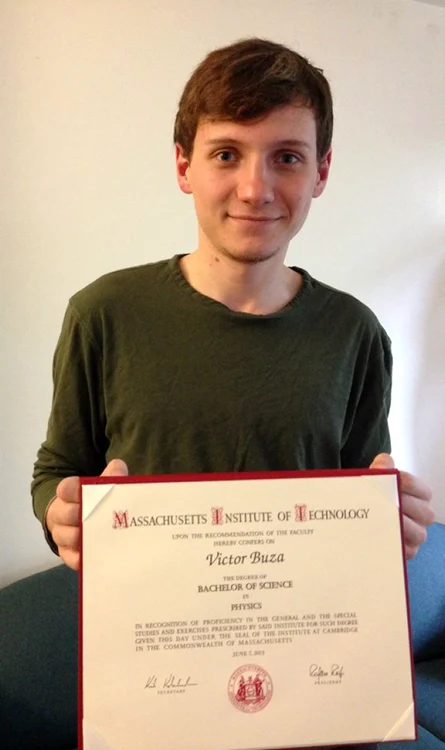 MASSACHUSETTS INSTITUTE OF TECHNOLOGY
UPON THE RECOMMENDATION OF THE FACULTY
HEREBY CONFERS ON
Victor Buza
THE DEGREE OF
BACHELOR OF SCIENCE
IN
PHYSICS
IN RECOGNITION OF PROFICIENCY IN THE GENERAL AND THE SPECIAL
STUDIES AND EXERCISES PRESCRIBED BY SAID INSTITUTE FOR SUCH DEGREE
GIVEN THIS DAY UNDER THE SEAL OF THE INSTITUTE AT CAMBRIDGE
IN THE COMMONWEALTH OF MASSACHUSETTS
JUNE 7, 2013
SECRETARY
PRESIDENT